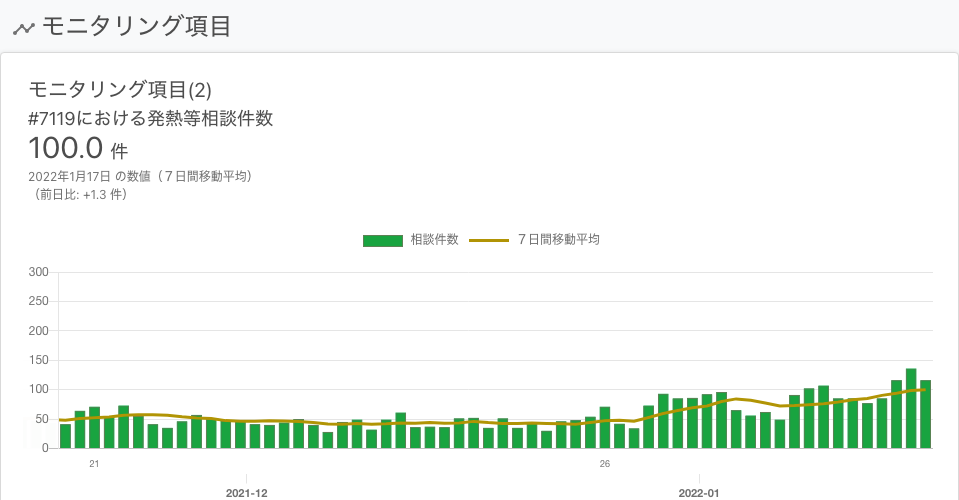 モニタリング項目
モニタリング項目(2)
#7119における発熱等相談件数
100.0 件
2022年1月17日 の数値（７日間移動平均）
（前日比: +1.3 件）
相談件数 ７日間移動平均
300
250
200
150
100
50
0
21 26
2021-12 2022-01